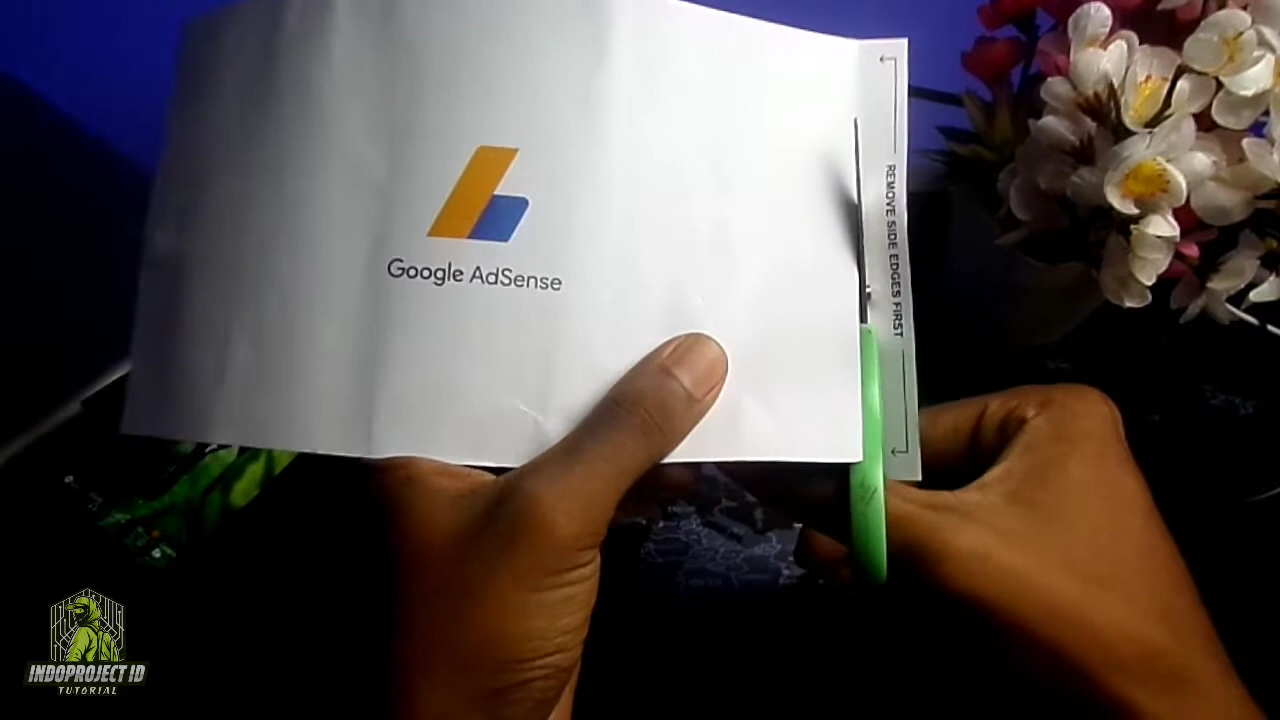 REMOVE SIDE EDGES FIRST
Google AdSense
INDOPROJECT ID
TUTORIAL